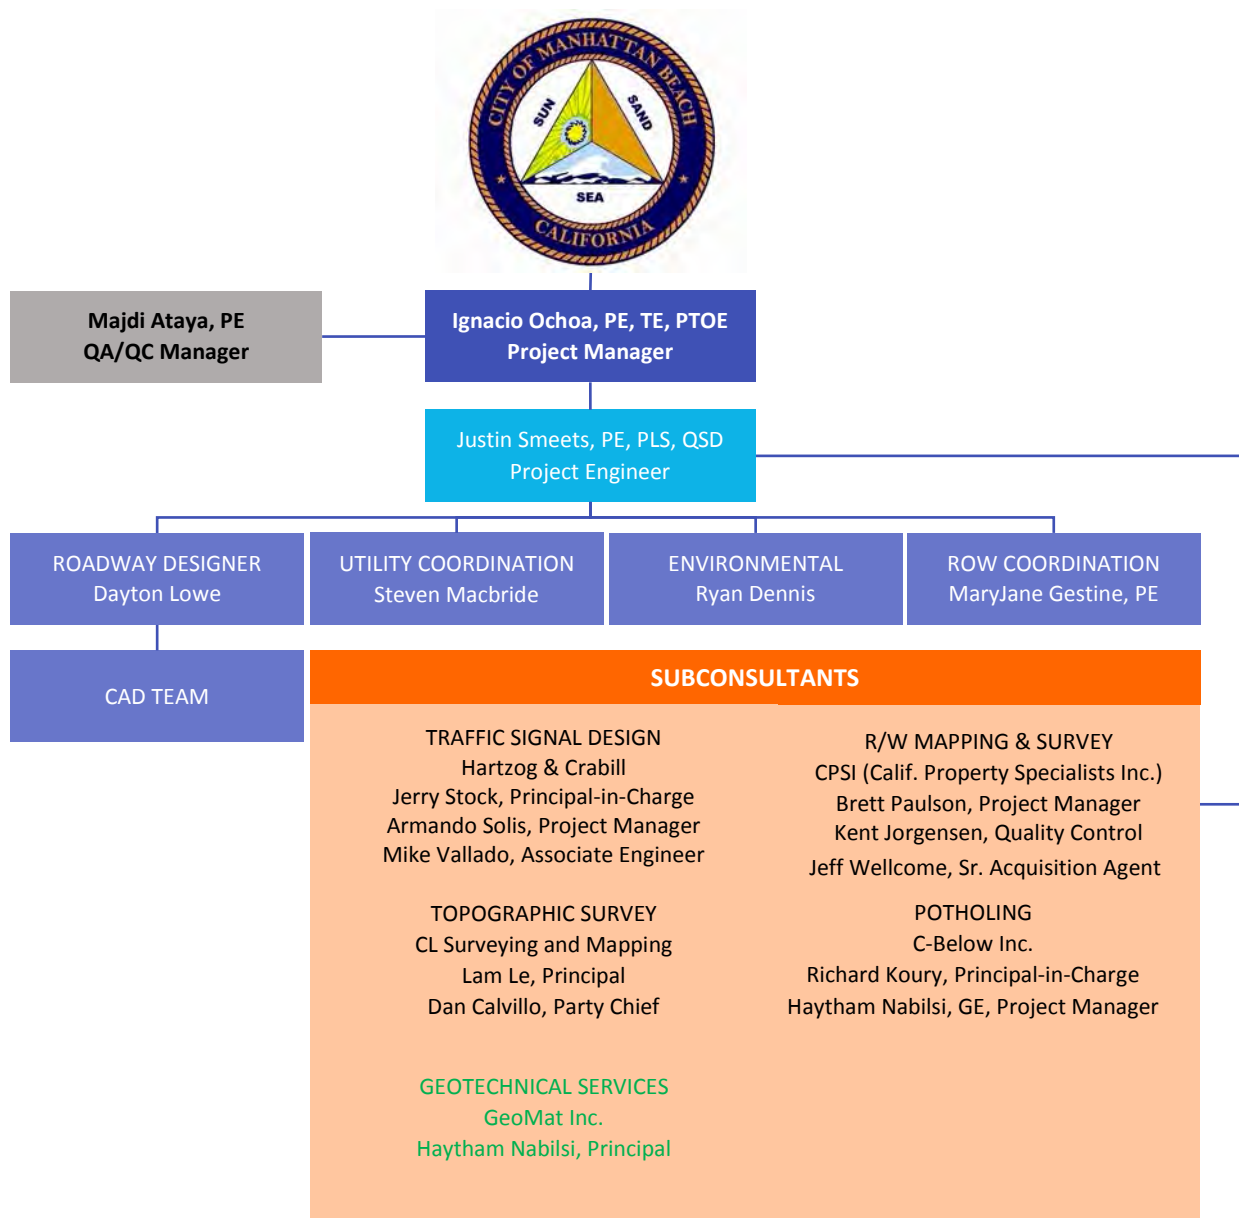 CITY OF MANHATTAN BEACH
SUN
SAND
SEA
CALIFORNIA
Majdi Ataya, PE
QA/QC Manager
Ignacio Ochoa, PE, TE, PTOE
Project Manager
Justin Smeets, PE, PLS, QSD
Project Engineer
ROADWAY DESIGNER
Dayton Lowe
UTILITY COORDINATION
Steven Macbride
ENVIRONMENTAL
Ryan Dennis
ROW COORDINATION
MaryJane Gestine, PE
CAD TEAM
SUBCONSULTANTS
TRAFFIC SIGNAL DESIGN
Hartzog & Crabill
Jerry Stock, Principal-in-Charge
Armando Solis, Project Manager
Mike Vallado, Associate Engineer
TOPOGRAPHIC SURVEY
CL Surveying and Mapping
Lam Le, Principal
Dan Calvillo, Party Chief
GEOTECHNICAL SERVICES
GeoMat Inc.
Haytham Nabilsi, Principal
R/W MAPPING & SURVEY
CPSI (Calif. Property Specialists Inc.)
Brett Paulson, Project Manager
Kent Jorgensen, Quality Control
Jeff Wellcome, Sr. Acquisition Agent
POTHOLING
C-Below Inc.
Richard Koury, Principal-in-Charge
Haytham Nabilsi, GE, Project Manager